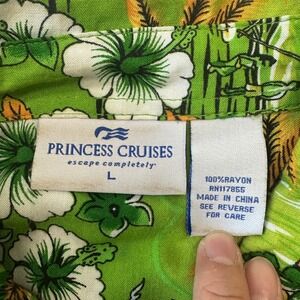 PRINCESS CRUISES
escape completely
L
100%RAYON
RN117855
MADE IN CHINA
SEE REVERSE
FOR CARE